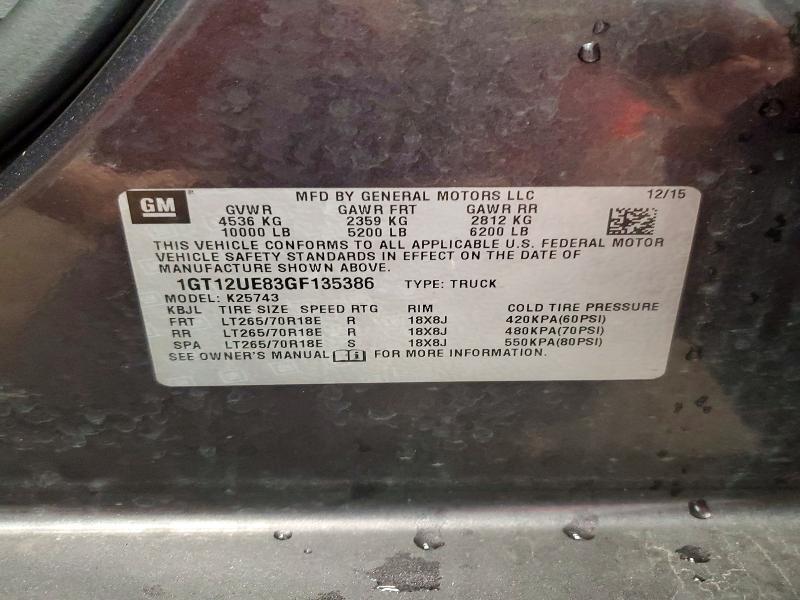 GM
MFD BY GENERAL MOTORS LLC 12/15
GVWR GAWR FRT GAWR RR
4536 KG 2359 KG 2812 KG
10000 LB 5200 LB 6200 LB
THIS VEHICLE CONFORMS TO ALL APPLICABLE U.S. FEDERAL MOTOR
VEHICLE SAFETY STANDARDS IN EFFECT ON THE DATE OF
MANUFACTURE SHOWN ABOVE.
1GT12UE83GF135386 TYPE: TRUCK
MODEL: K25743
KBJL TIRE SIZE SPEED RTG RIM COLD TIRE PRESSURE
FRT LT265/70R18E R 18X8J 420KPA(60PSI)
RR LT265/70R18E R 18X8J 480KPA(70PSI)
SPA LT265/70R18E S 18X8J 550KPA(80PSI)
SEE OWNER'S MANUAL FOR MORE INFORMATION.